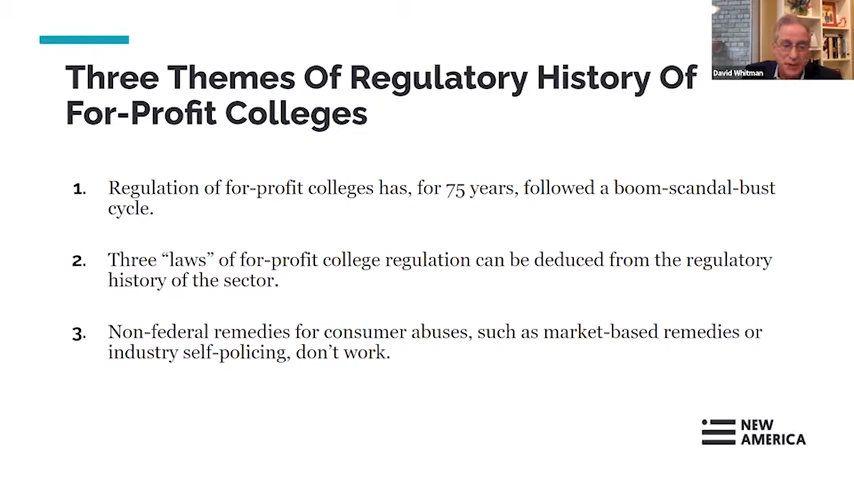 David Whitman
Three Themes Of Regulatory History Of
For-Profit Colleges
1. Regulation of for-profit colleges has, for 75 years, followed a boom-scandal-bust
cycle.
2. Three “laws” of for-profit college regulation can be deduced from the regulatory
history of the sector.
3. Non-federal remedies for consumer abuses, such as market-based remedies or
industry self-policing, don’t work.
NEW
AMERICA